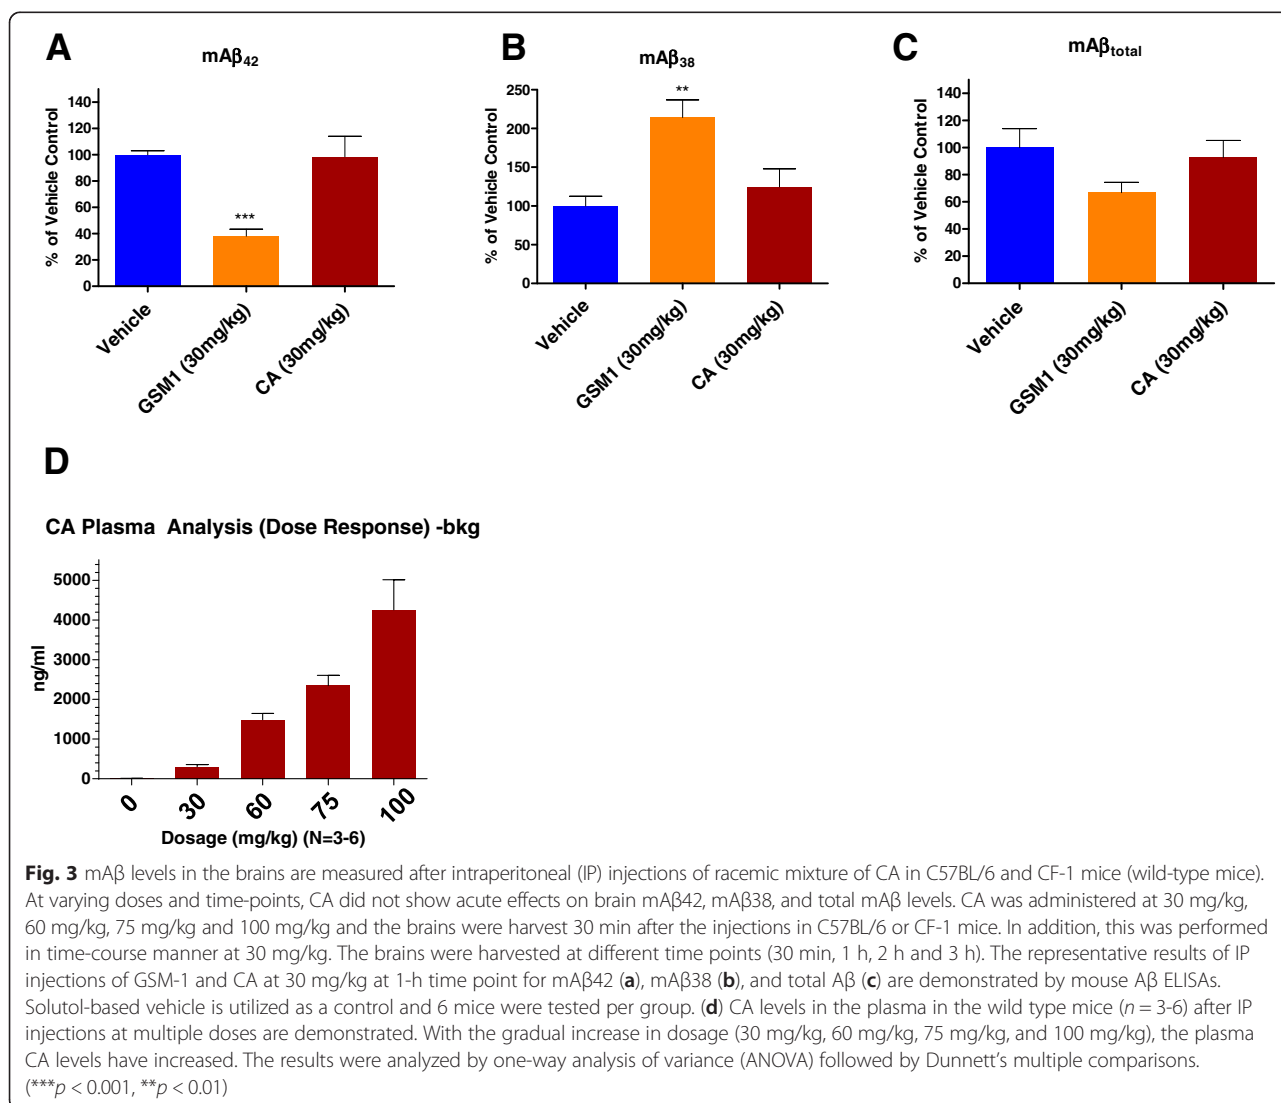 A
mAβ42
% of Vehicle Control
140
120
100
80
60
40
20
0
Vehicle
GSM1 (30mg/kg)
CA (30mg/kg)
B
mAβ38
% of Vehicle Control
250
200
150
100
50
0
**
Vehicle
GSM1 (30mg/kg)
CA (30mg/kg)
C
mAβtotal
% of Vehicle Control
140
120
100
80
60
40
20
0
Vehicle
GSM1 (30mg/kg)
CA (30mg/kg)
***
D
CA Plasma Analysis (Dose Response) -bkg
ng/ml
5000
4000
3000
2000
1000
0
0
30
60
75
100
Dosage (mg/kg) (N=3-6)
Fig. 3 mAβ levels in the brains are measured after intraperitoneal (IP) injections of racemic mixture of CA in C57BL/6 and CF-1 mice (wild-type mice).
At varying doses and time-points, CA did not show acute effects on brain mAβ42, mAβ38, and total mAβ levels. CA was administered at 30 mg/kg,
60 mg/kg, 75 mg/kg and 100 mg/kg and the brains were harvest 30 min after the injections in C57BL/6 or CF-1 mice. In addition, this was performed
in time-course manner at 30 mg/kg. The brains were harvested at different time points (30 min, 1 h, 2 h and 3 h). The representative results of IP
injections of GSM-1 and CA at 30 mg/kg at 1-h time point for mAβ42 (a), mAβ38 (b), and total Aβ (c) are demonstrated by mouse Aβ ELISAs.
Solutol-based vehicle is utilized as a control and 6 mice were tested per group. (d) CA levels in the plasma in the wild type mice (n = 3-6) after IP
injections at multiple doses are demonstrated. With the gradual increase in dosage (30 mg/kg, 60 mg/kg, 75 mg/kg, and 100 mg/kg), the plasma
CA levels have increased. The results were analyzed by one-way analysis of variance (ANOVA) followed by Dunnett's multiple comparisons.
(***p < 0.001, **p < 0.01)